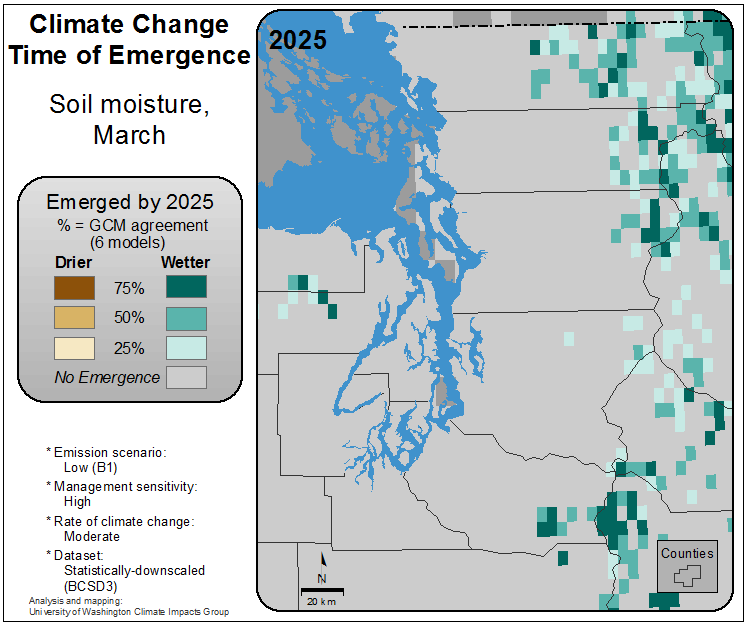 Climate Change
Time of Emergence
Soil moisture,
March
Emerged by 2025
% = GCM agreement
(6 models)
Drier Wetter
75%
50%
25%
No Emergence
* Emission scenario:
Low (B1)
* Management sensitivity:
High
* Rate of climate change:
Moderate
* Dataset:
Statistically-downscaled
(BCSD3)
Analysis and mapping:
University of Washington Climate Impacts Group
2025
N
20 km
Counties